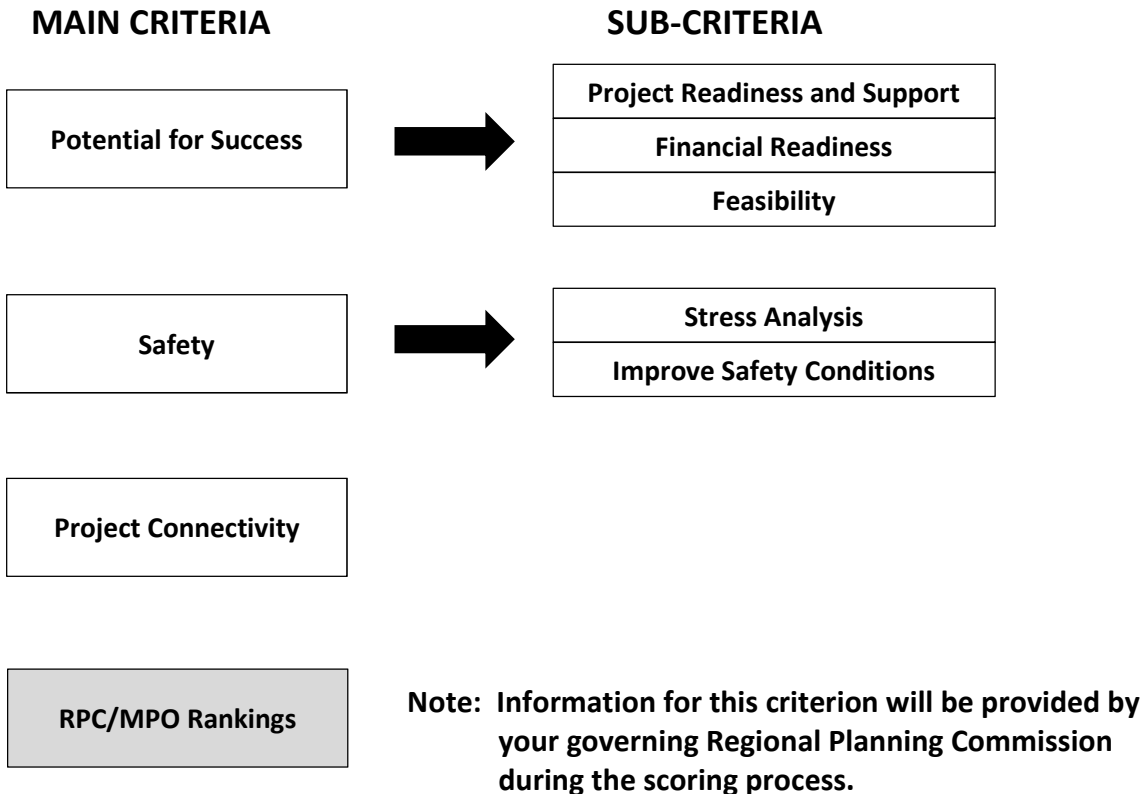 MAIN CRITERIA
SUB-CRITERIA
Potential for Success
Project Readiness and Support
Financial Readiness
Feasibility
Safety
Stress Analysis
Improve Safety Conditions
Project Connectivity
RPC/MPO Rankings
Note: Information for this criterion will be provided by
your governing Regional Planning Commission
during the scoring process.